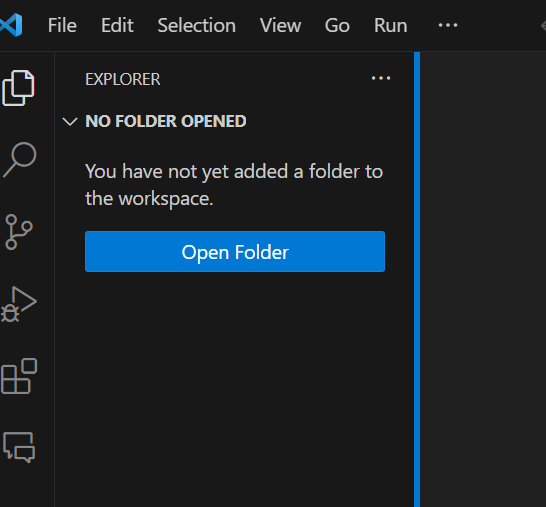 File Edit Selection View Go Run ...
EXPLORER ...
NO FOLDER OPENED
You have not yet added a folder to
the workspace.
Open Folder